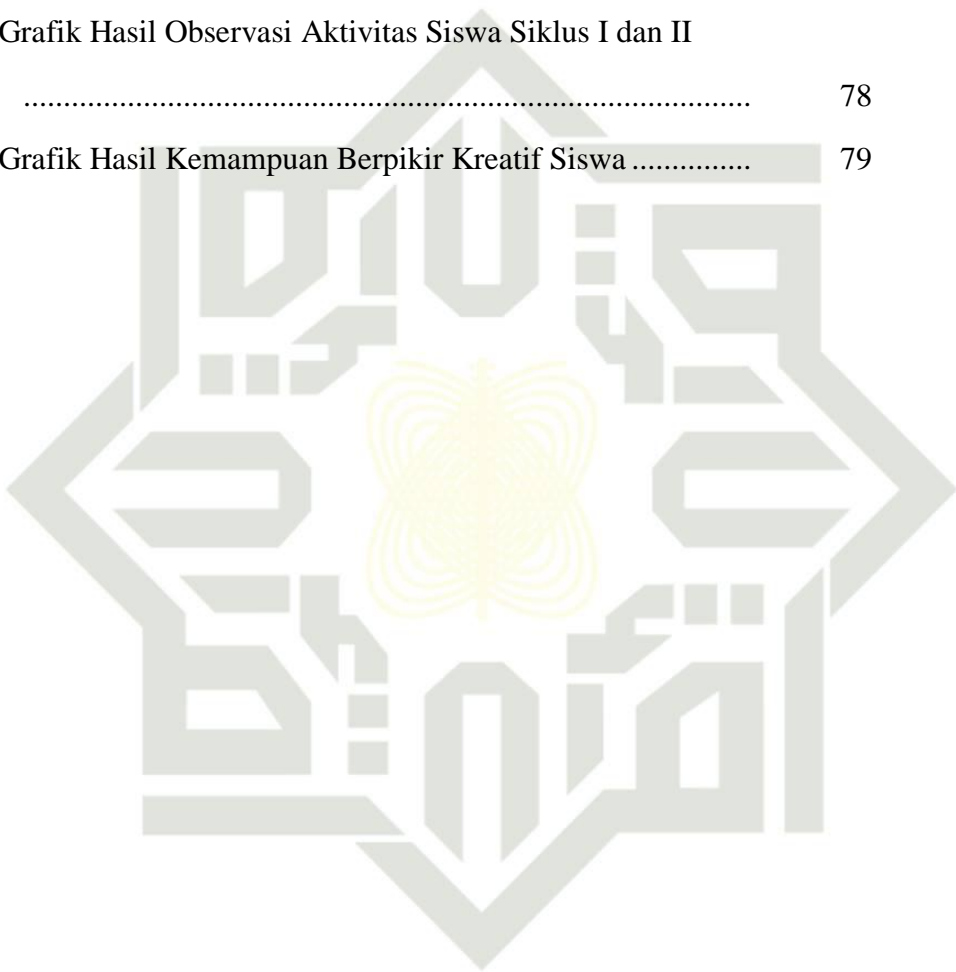 Grafik Hasil Observasi Aktivitas Siswa Siklus I dan II
........................................................................................... 78
Grafik Hasil Kemampuan Berpikir Kreatif Siswa ............... 79